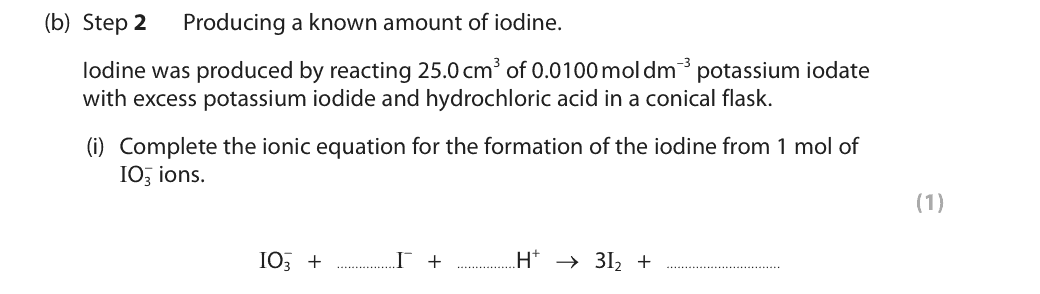 (b) Step 2 Producing a known amount of iodine.
Iodine was produced by reacting 25.0 cm³ of 0.0100 mol dm⁻³ potassium iodate
with excess potassium iodide and hydrochloric acid in a conical flask.
(i) Complete the ionic equation for the formation of the iodine from 1 mol of
IO₃⁻ ions.
(1)
IO₃⁻ + ................I⁻ + ................H⁺ → 3I₂ + ...............................